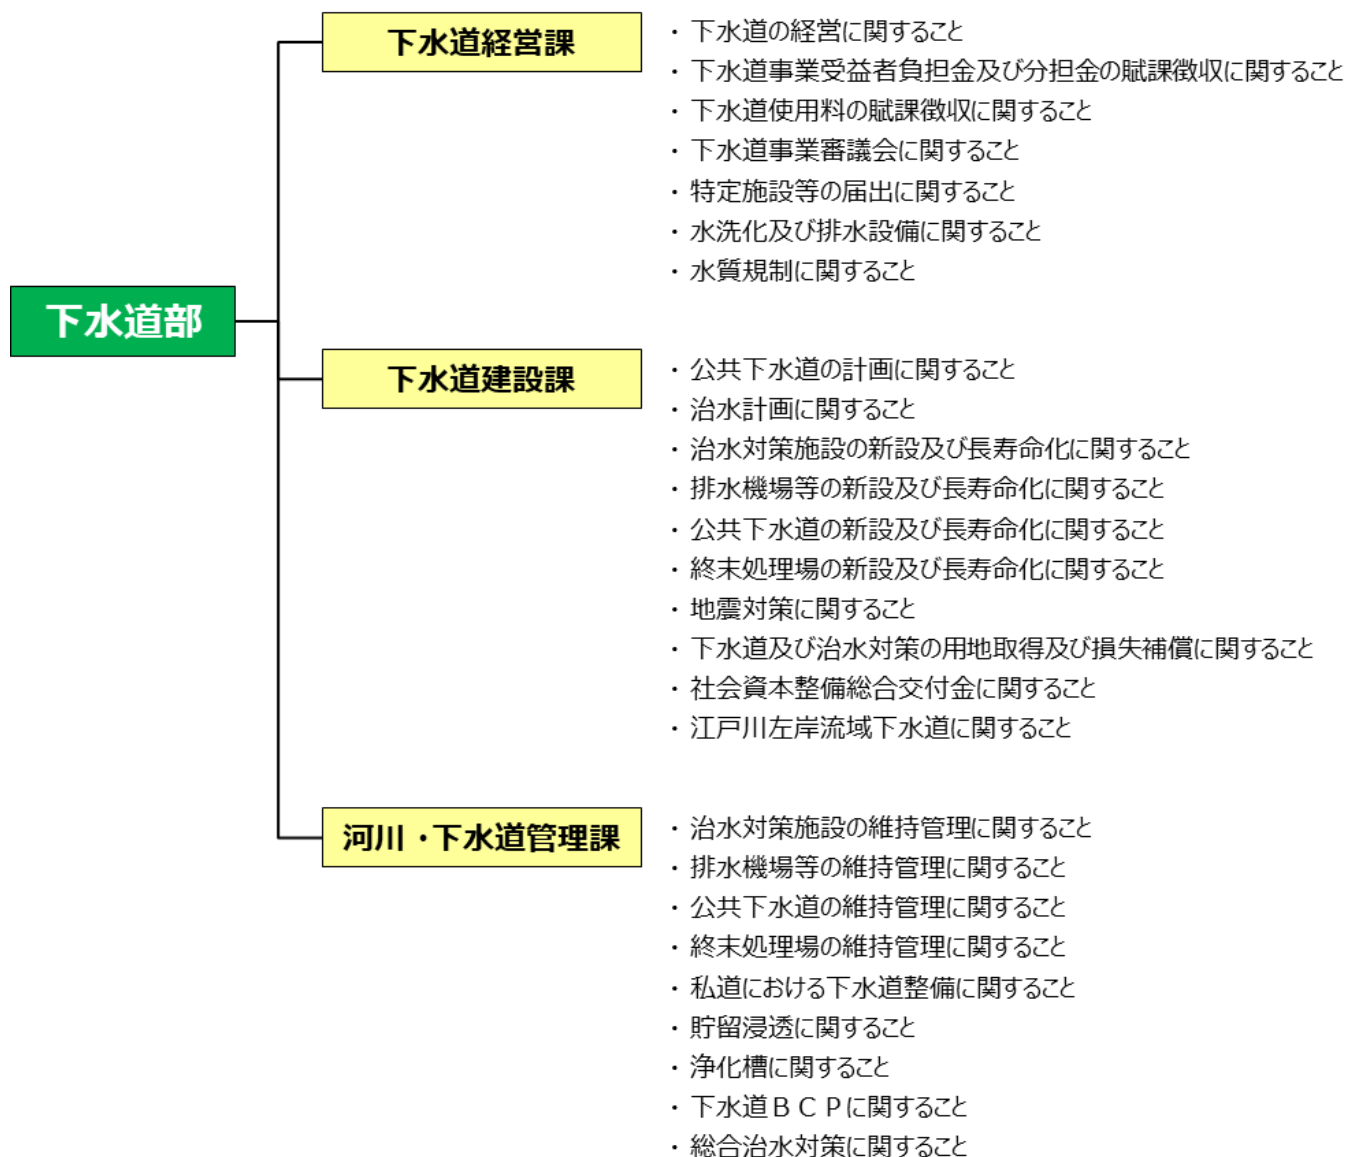 下水道部
下水道経営課
・下水道の経営に関すること
・下水道事業受益者負担金及び分担金の賦課徴収に関すること
・下水道使用料の賦課徴収に関すること
・下水道事業審議会に関すること
・特定施設等の届出に関すること
・水洗化及び排水設備に関すること
・水質規制に関すること
下水道建設課
・公共下水道の計画に関すること
・治水計画に関すること
・治水対策施設の新設及び長寿命化に関すること
・排水機場等の新設及び長寿命化に関すること
・公共下水道の新設及び長寿命化に関すること
・終末処理場の新設及び長寿命化に関すること
・地震対策に関すること
・下水道及び治水対策の用地取得及び損失補償に関すること
・社会資本整備総合交付金に関すること
・江戸川左岸流域下水道に関すること
河川・下水道管理課
・治水対策施設の維持管理に関すること
・排水機場等の維持管理に関すること
・公共下水道の維持管理に関すること
・終末処理場の維持管理に関すること
・私道における下水道整備に関すること
・貯留浸透に関すること
・浄化槽に関すること
・下水道ＢＣＰに関すること
・総合治水対策に関すること